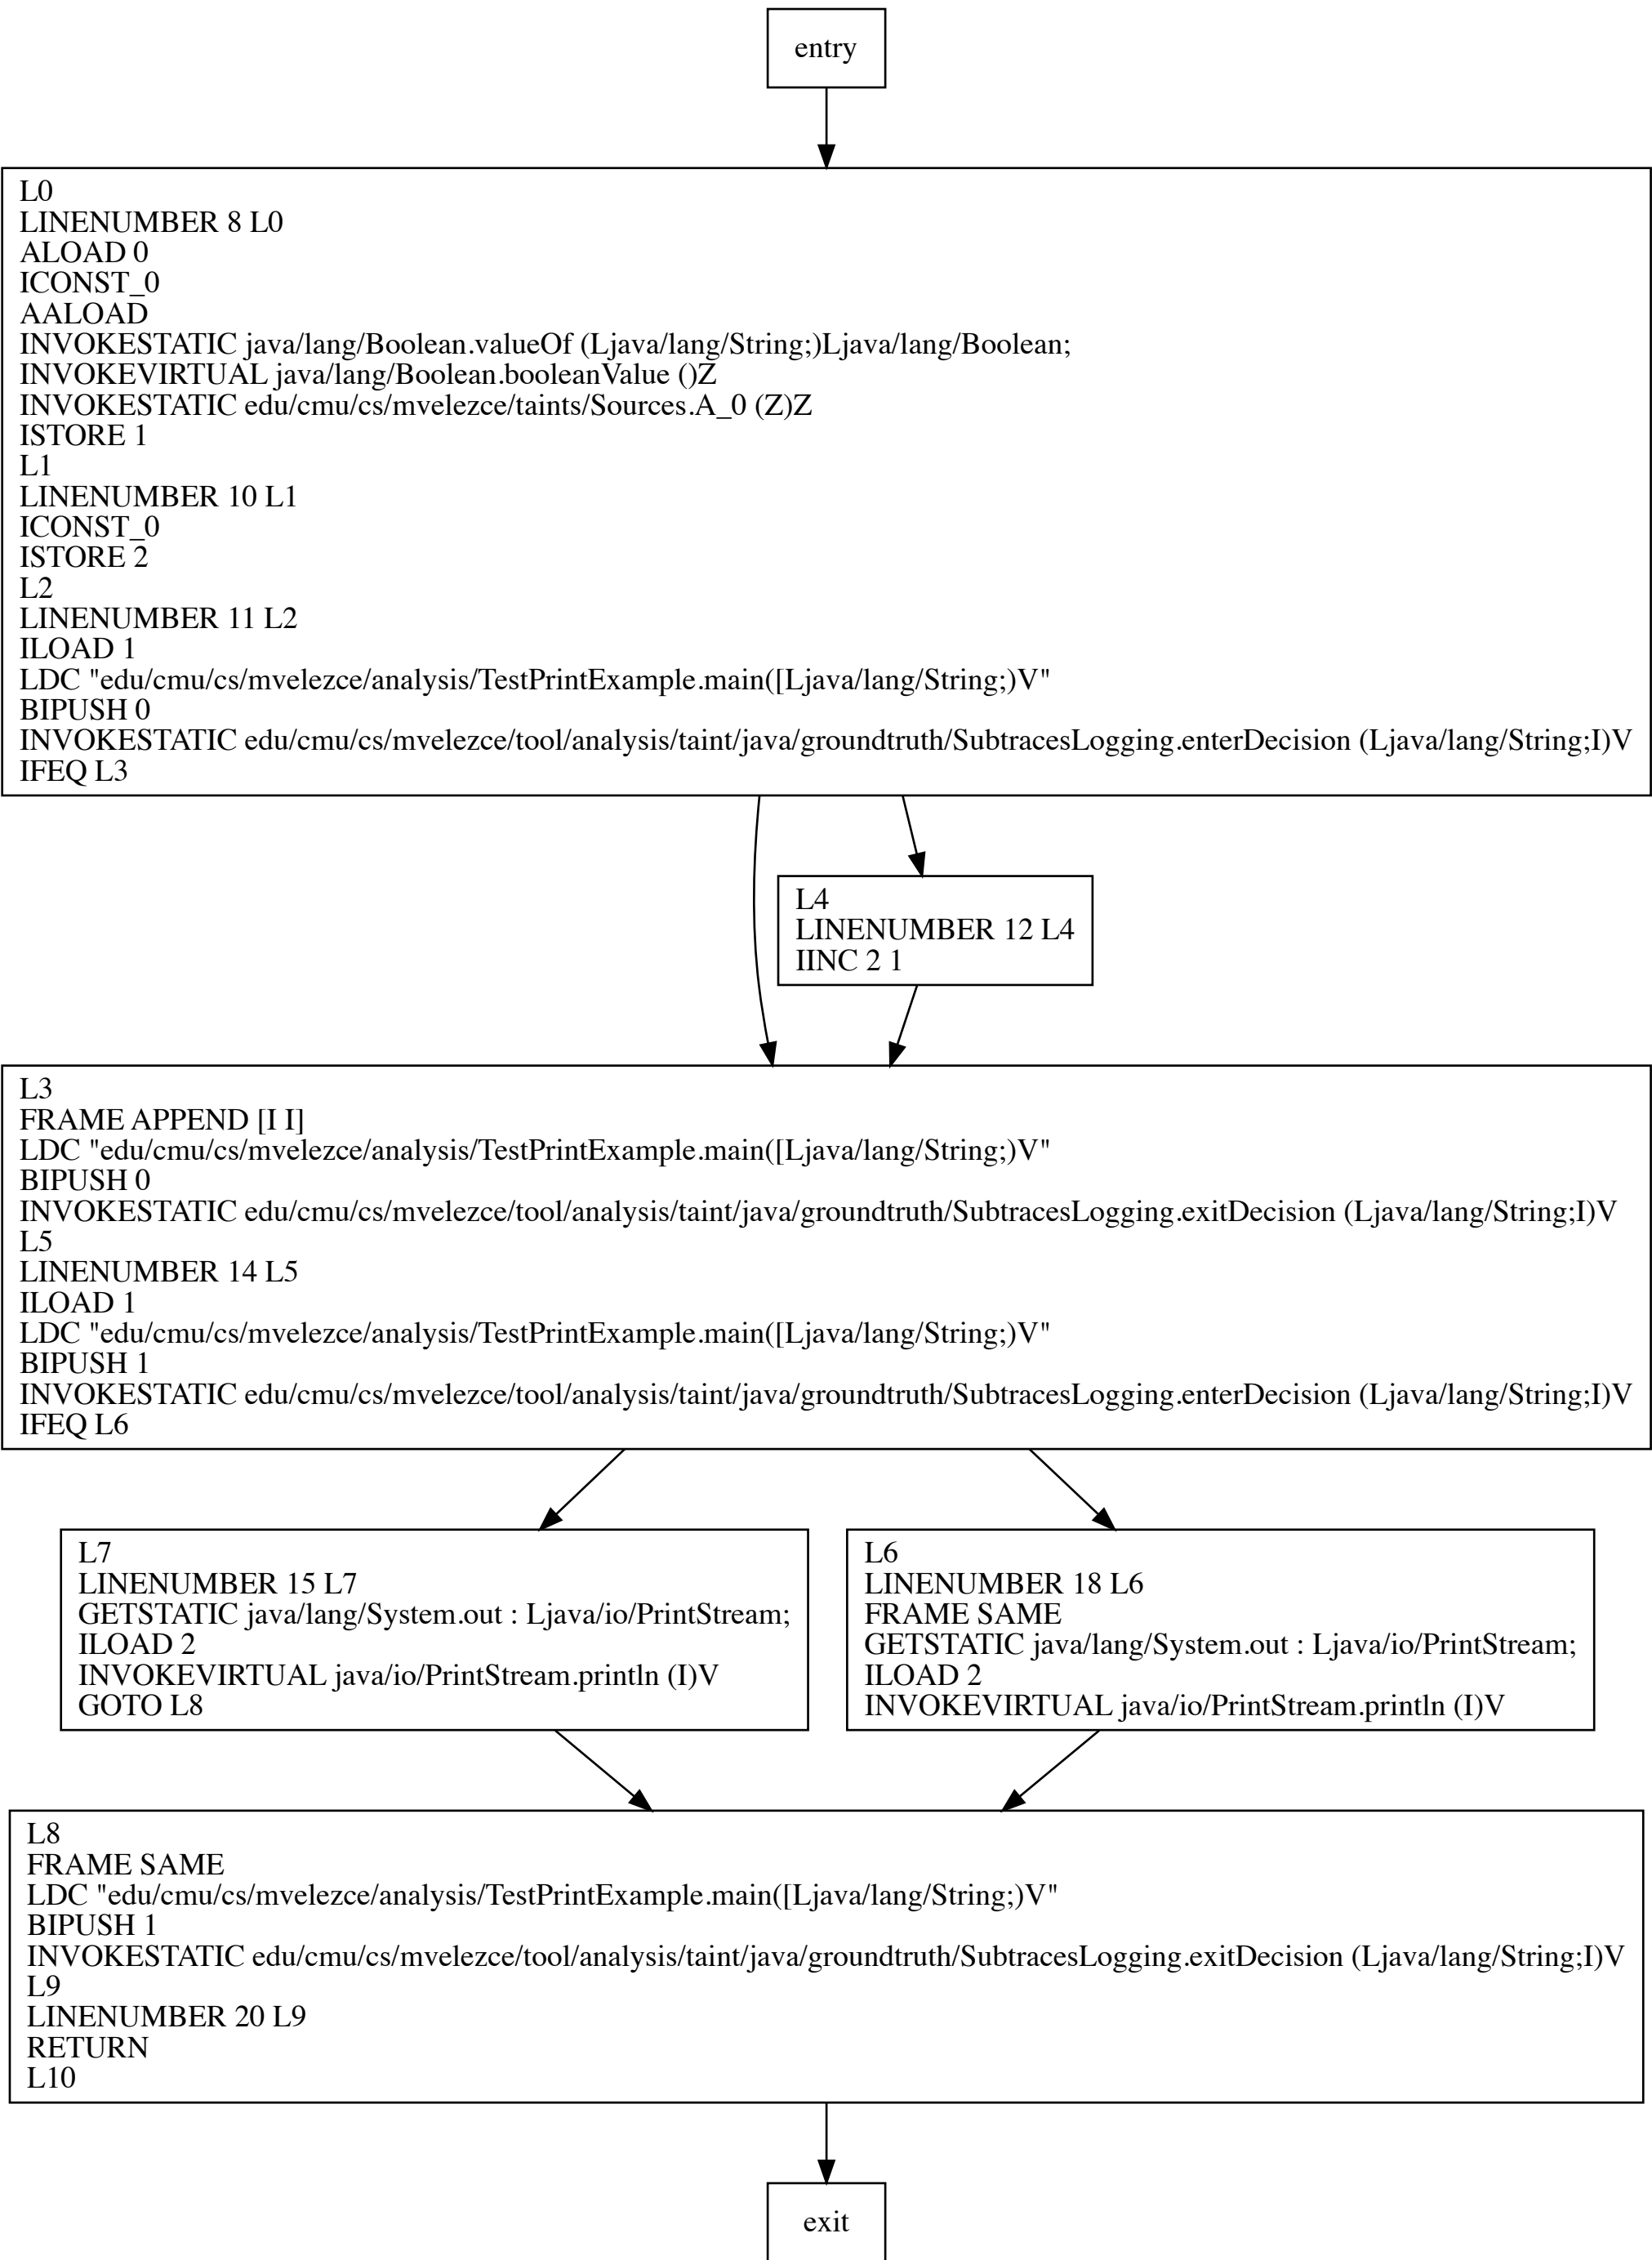 entry
L0
LINENUMBER 8 L0
ALOAD 0
ICONST_0
AALOAD
INVOKESTATIC java/lang/Boolean.valueOf (Ljava/lang/String;)Ljava/lang/Boolean;
INVOKEVIRTUAL java/lang/Boolean.booleanValue ()Z
INVOKESTATIC edu/cmu/cs/mvelezce/taints/Sources.A_0 (Z)Z
ISTORE 1
L1
LINENUMBER 10 L1
ICONST_0
ISTORE 2
L2
LINENUMBER 11 L2
ILOAD 1
LDC "edu/cmu/cs/mvelezce/analysis/TestPrintExample.main([Ljava/lang/String;)V"
BIPUSH 0
INVOKESTATIC edu/cmu/cs/mvelezce/tool/analysis/taint/java/groundtruth/SubtracesLogging.enterDecision (Ljava/lang/String;I)V
IFEQ L3
L4
LINENUMBER 12 L4
IINC 2 1
L3
FRAME APPEND [I I]
LDC "edu/cmu/cs/mvelezce/analysis/TestPrintExample.main([Ljava/lang/String;)V"
BIPUSH 0
INVOKESTATIC edu/cmu/cs/mvelezce/tool/analysis/taint/java/groundtruth/SubtracesLogging.exitDecision (Ljava/lang/String;I)V
L5
LINENUMBER 14 L5
ILOAD 1
LDC "edu/cmu/cs/mvelezce/analysis/TestPrintExample.main([Ljava/lang/String;)V"
BIPUSH 1
INVOKESTATIC edu/cmu/cs/mvelezce/tool/analysis/taint/java/groundtruth/SubtracesLogging.enterDecision (Ljava/lang/String;I)V
IFEQ L6
L7
LINENUMBER 15 L7
GETSTATIC java/lang/System.out : Ljava/io/PrintStream;
ILOAD 2
INVOKEVIRTUAL java/io/PrintStream.println (I)V
GOTO L8
L6
LINENUMBER 18 L6
FRAME SAME
GETSTATIC java/lang/System.out : Ljava/io/PrintStream;
ILOAD 2
INVOKEVIRTUAL java/io/PrintStream.println (I)V
L8
FRAME SAME
LDC "edu/cmu/cs/mvelezce/analysis/TestPrintExample.main([Ljava/lang/String;)V"
BIPUSH 1
INVOKESTATIC edu/cmu/cs/mvelezce/tool/analysis/taint/java/groundtruth/SubtracesLogging.exitDecision (Ljava/lang/String;I)V
L9
LINENUMBER 20 L9
RETURN
L10
exit